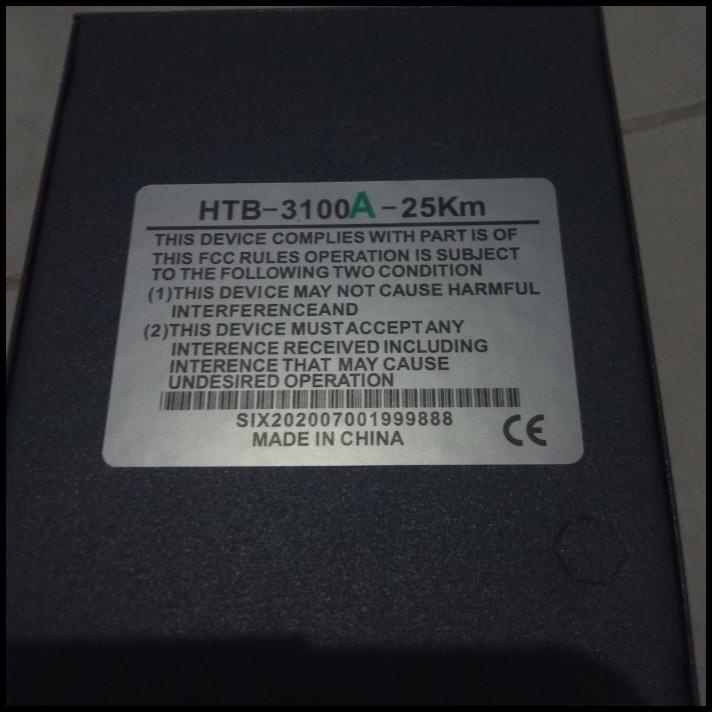 HTB-3100A-25Km
THIS DEVICE COMPLIES WITH PART IS OF
THIS FCC RULES OPERATION IS SUBJECT
TO THE FOLLOWING TWO CONDITION
(1)THIS DEVICE MAY NOT CAUSE HARMFUL
INTERFERENCEAND
(2)THIS DEVICE MUSTACCEPTANY
INTERENCE RECEIVED INCLUDING
INTERENCE THAT MAY CAUSE
UNDESIRED OPERATION
SIX202007001999888
MADE IN CHINA
CE